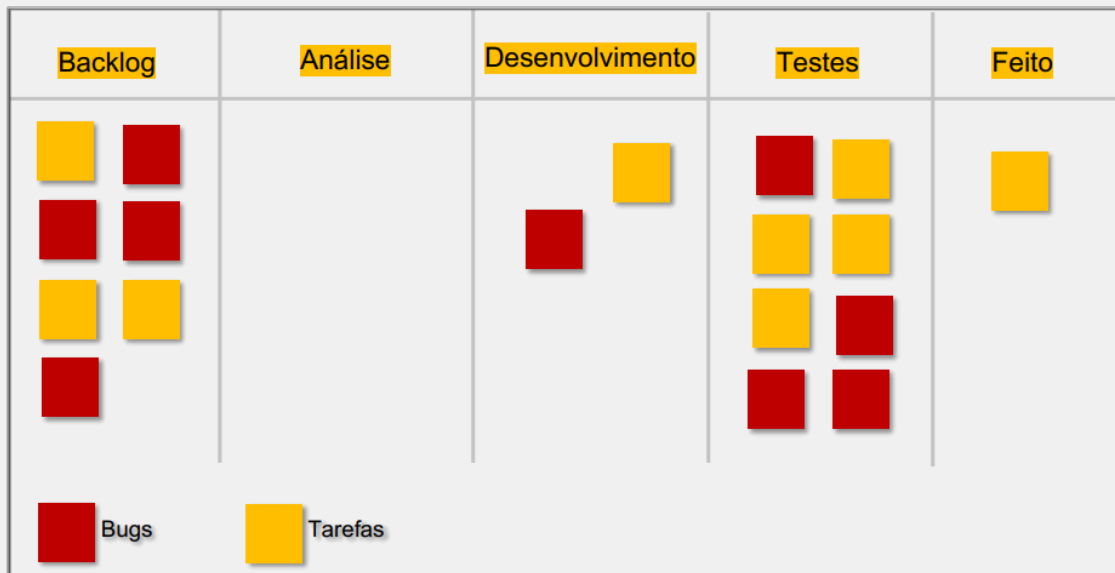 Backlog
Análise
Desenvolvimento
Testes
Feito
Bugs
Tarefas